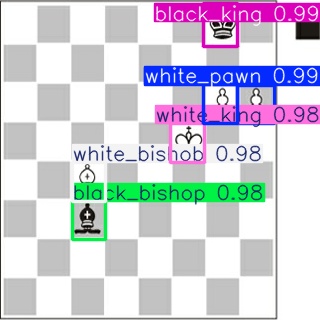 black_king 0.99
white_pawn 0.99
white_king 0.98
white_bishop 0.98
black_bishop 0.98